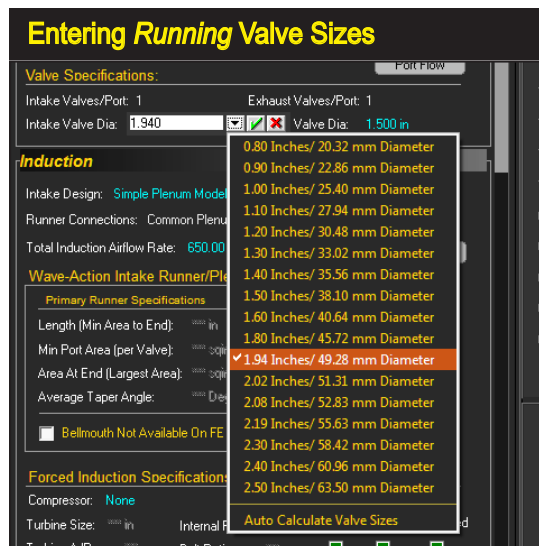 Entering Running Valve Sizes
Port Flow
Valve Specifications:
Intake Valves/Port: 1 Exhaust Valves/Port: 1
Intake Valve Dia: 1.940 Valve Dia: 1.500 in
0.80 Inches/ 20.32 mm Diameter
0.90 Inches/ 22.86 mm Diameter
1.00 Inches/ 25.40 mm Diameter
1.10 Inches/ 27.94 mm Diameter
1.20 Inches/ 30.48 mm Diameter
1.30 Inches/ 33.02 mm Diameter
1.40 Inches/ 35.56 mm Diameter
1.50 Inches/ 38.10 mm Diameter
1.60 Inches/ 40.64 mm Diameter
1.80 Inches/ 45.72 mm Diameter
1.94 Inches/ 49.28 mm Diameter
2.02 Inches/ 51.31 mm Diameter
2.08 Inches/ 52.83 mm Diameter
2.19 Inches/ 55.63 mm Diameter
2.30 Inches/ 58.42 mm Diameter
2.40 Inches/ 60.96 mm Diameter
2.50 Inches/ 63.50 mm Diameter
Auto Calculate Valve Sizes
Induction
Intake Design: Simple Plenum Model
Runner Connections: Common Plenu
Total Induction Airflow Rate: 650.00
Wave-Action Intake Runner/Ple
Primary Runner Specifications
Length (Min Area to End): in
Min Port Area (per Valve): sqin
Area At End (Largest Area): sqin
Average Taper Angle: De
Bellmouth Not Available On FE
Forced Induction Specification
Compressor: None
Turbine Size: in Internal